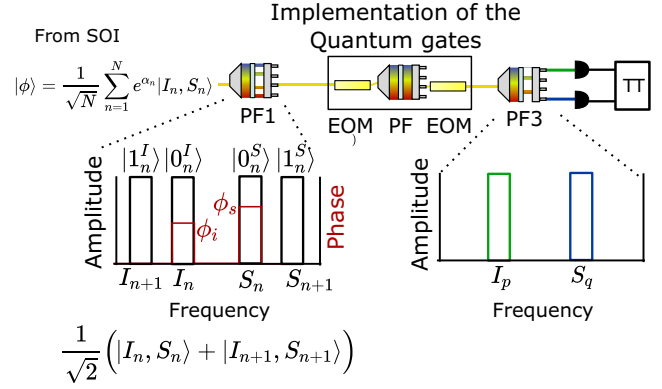 Implementation of the
Quantum gates
From SOI
|ϕ⟩ = 1/√N ∑_{n=1}^{N} e^{α_n}|I_n, S_n⟩
PF1
EOM PF EOM
)
PF3
TT
|1_n^I⟩ |0_n^I⟩ |0_n^S⟩ |1_n^S⟩
Amplitude
ϕ_s
ϕ_i
Phase
I_{n+1} I_n S_n S_{n+1}
Frequency
Amplitude
I_p S_q
Frequency
1/√2 (|I_n, S_n⟩ + |I_{n+1}, S_{n+1}⟩)